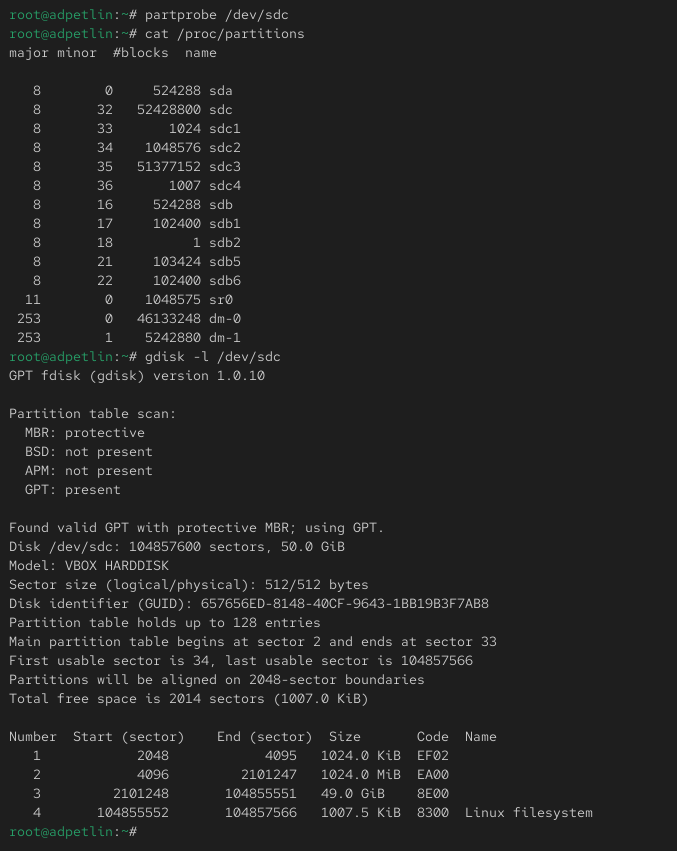 root@adpetlin:~# partprobe /dev/sdc
root@adpetlin:~# cat /proc/partitions
major minor  #blocks  name

   8        0     524288 sda
   8       32   52428800 sdc
   8       33       1024 sdc1
   8       34    1048576 sdc2
   8       35   51377152 sdc3
   8       36       1007 sdc4
   8       16     524288 sdb
   8       17     102400 sdb1
   8       18          1 sdb2
   8       21     103424 sdb5
   8       22     102400 sdb6
  11        0    1048575 sr0
 253        0   46133248 dm-0
 253        1    5242880 dm-1
root@adpetlin:~# gdisk -l /dev/sdc
GPT fdisk (gdisk) version 1.0.10

Partition table scan:
  MBR: protective
  BSD: not present
  APM: not present
  GPT: present

Found valid GPT with protective MBR; using GPT.
Disk /dev/sdc: 104857600 sectors, 50.0 GiB
Model: VBOX HARDDISK
Sector size (logical/physical): 512/512 bytes
Disk identifier (GUID): 657656ED-8148-40CF-9643-1BB19B3F7AB8
Partition table holds up to 128 entries
Main partition table begins at sector 2 and ends at sector 33
First usable sector is 34, last usable sector is 104857566
Partitions will be aligned on 2048-sector boundaries
Total free space is 2014 sectors (1007.0 KiB)

Number  Start (sector)    End (sector)  Size       Code  Name
   1            2048            4095   1024.0 KiB  EF02
   2            4096         2101247   1024.0 MiB  EA00
   3         2101248       104855551   49.0 GiB    8E00
   4       104855552       104857566   1007.5 KiB  8300  Linux filesystem
root@adpetlin:~#